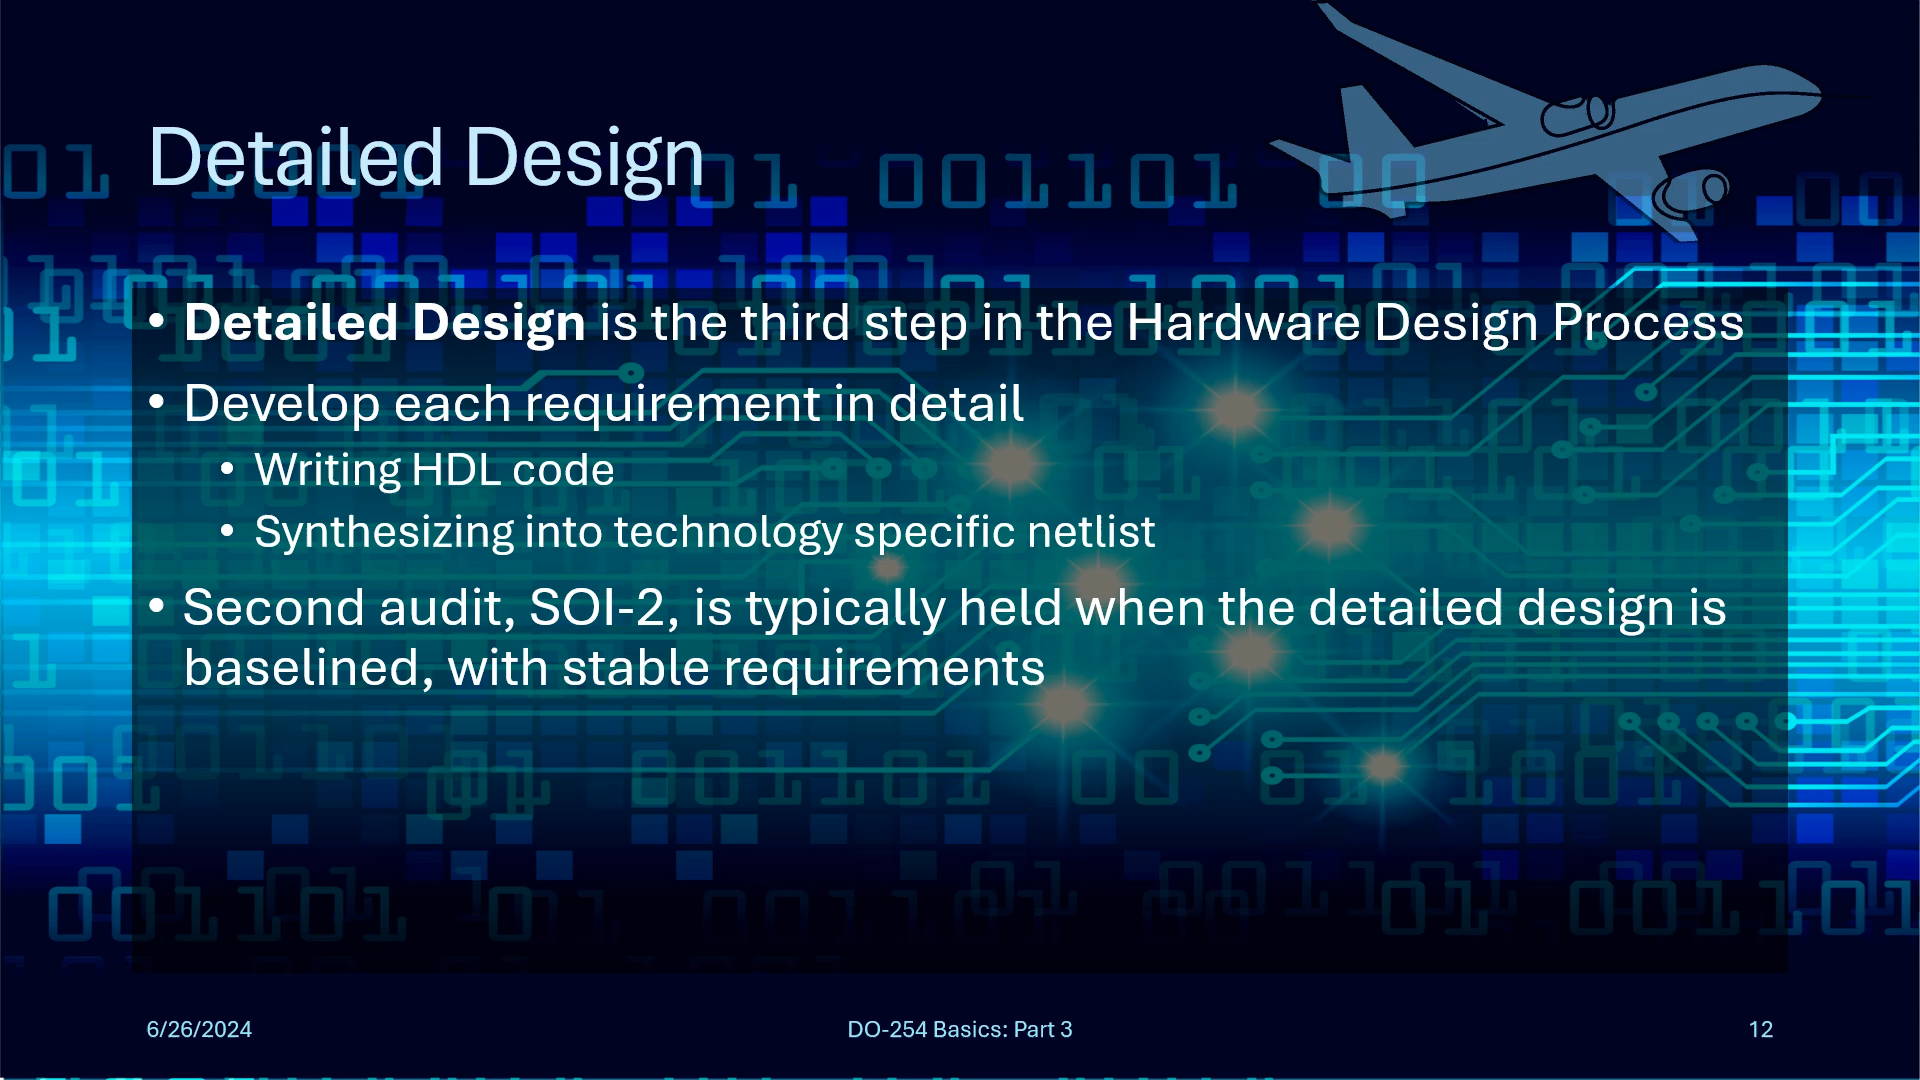 Detailed Design
• Detailed Design is the third step in the Hardware Design Process
• Develop each requirement in detail
• Writing HDL code
• Synthesizing into technology specific netlist
• Second audit, SOI-2, is typically held when the detailed design is
baselined, with stable requirements
6/26/2024
DO-254 Basics: Part 3
12